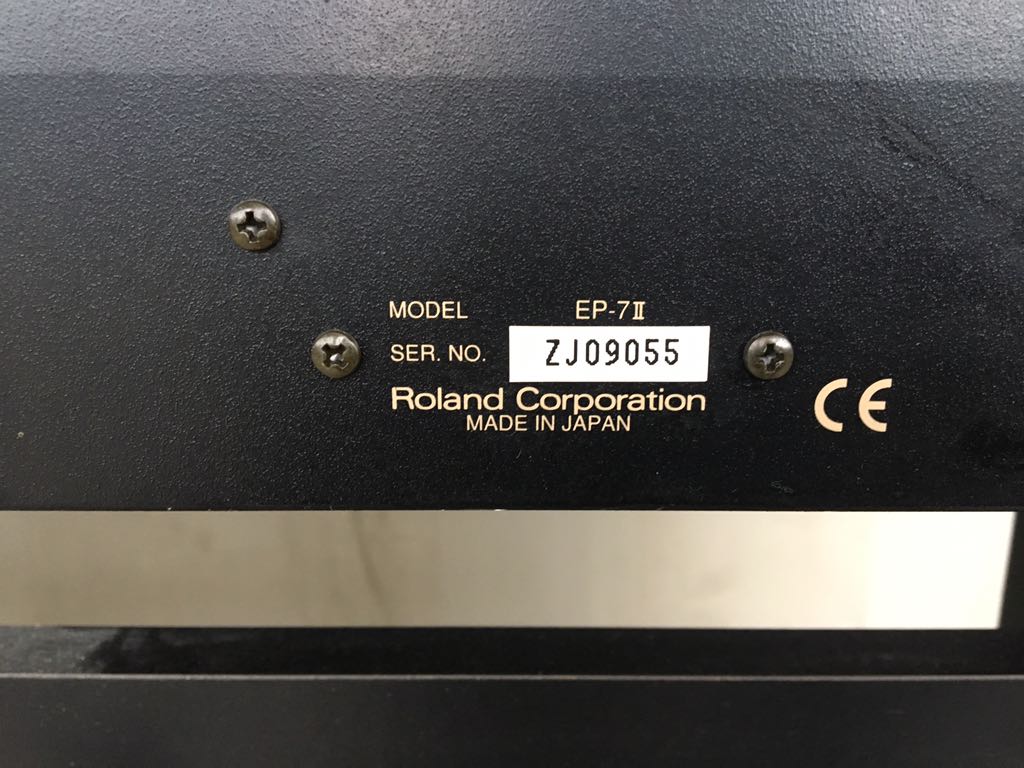 MODEL EP-7Ⅱ
SER. NO. ZJ09055
Roland Corporation
MADE IN JAPAN
CE